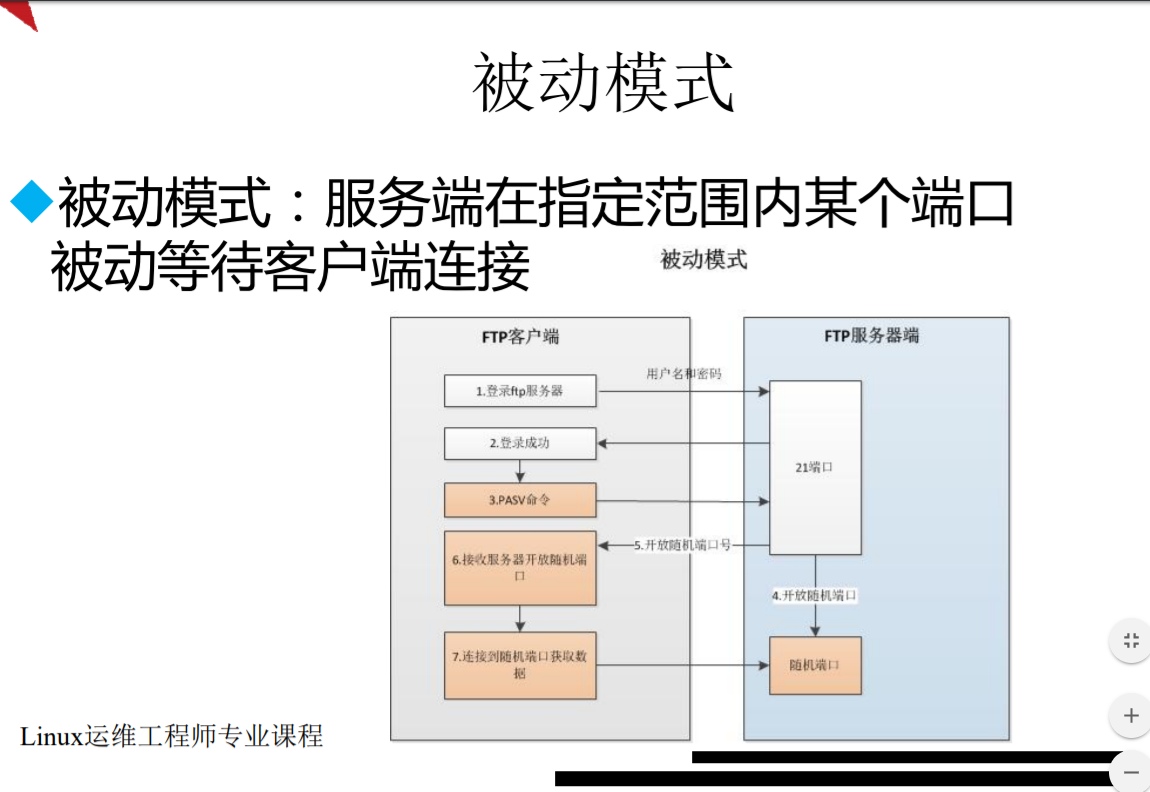 被动模式
被动模式：服务端在指定范围内某个端口
被动等待客户端连接
被动模式
FTP客户端
FTP服务器端
用户名和密码
1.登录ftp服务器
2.登录成功
21端口
3.PASV命令
5.开放随机端口号
6.接收服务器开放随机端
口
4.开放随机端口
7.连接到随机端口获取数
据
随机端口
Linux运维工程师专业课程